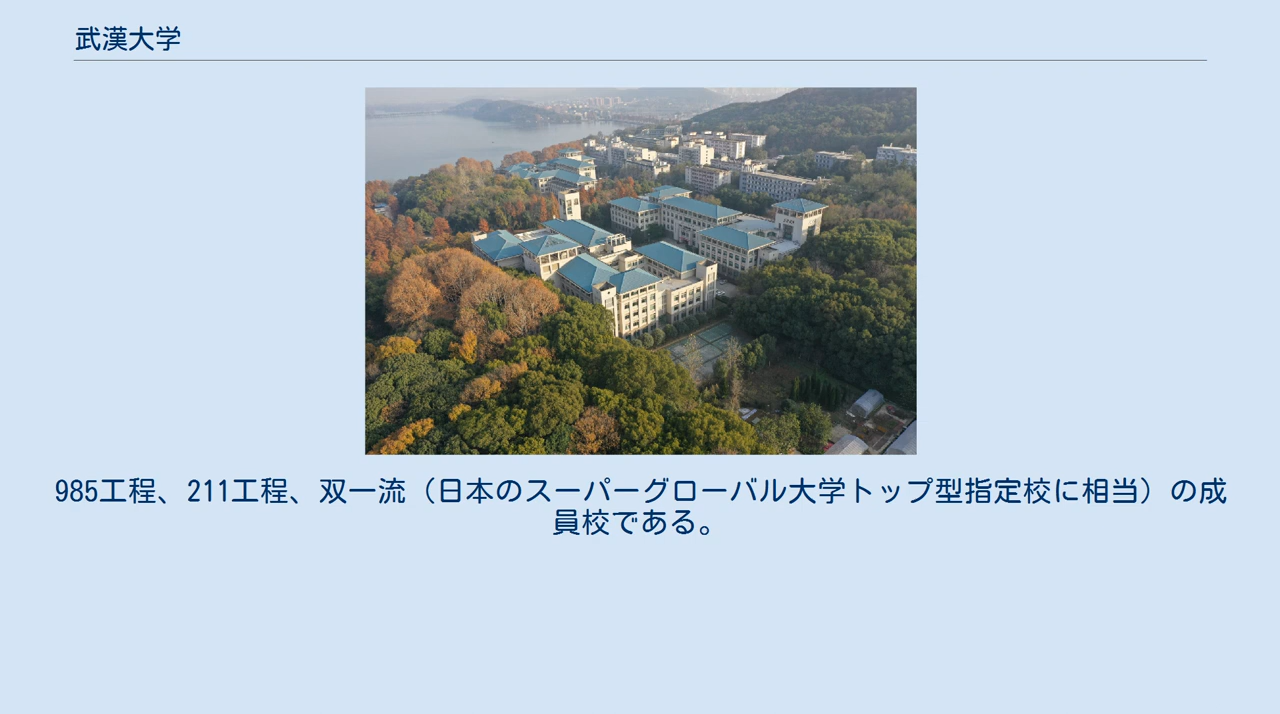 武漢大学
985工程、211工程、双一流（日本のスーパーグローバル大学トップ型指定校に相当）の成
員校である。